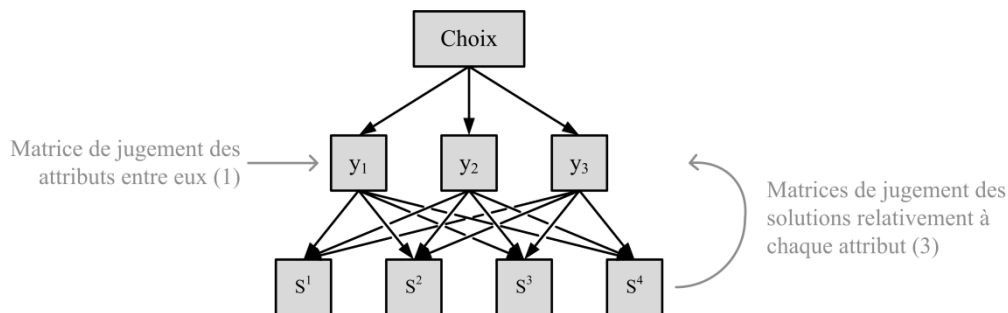 Choix
Matrice de jugement des
attributs entre eux (1)
y₁ y₂ y₃
Matrices de jugement des
solutions relativement à
chaque attribut (3)
S¹ S² S³ S⁴